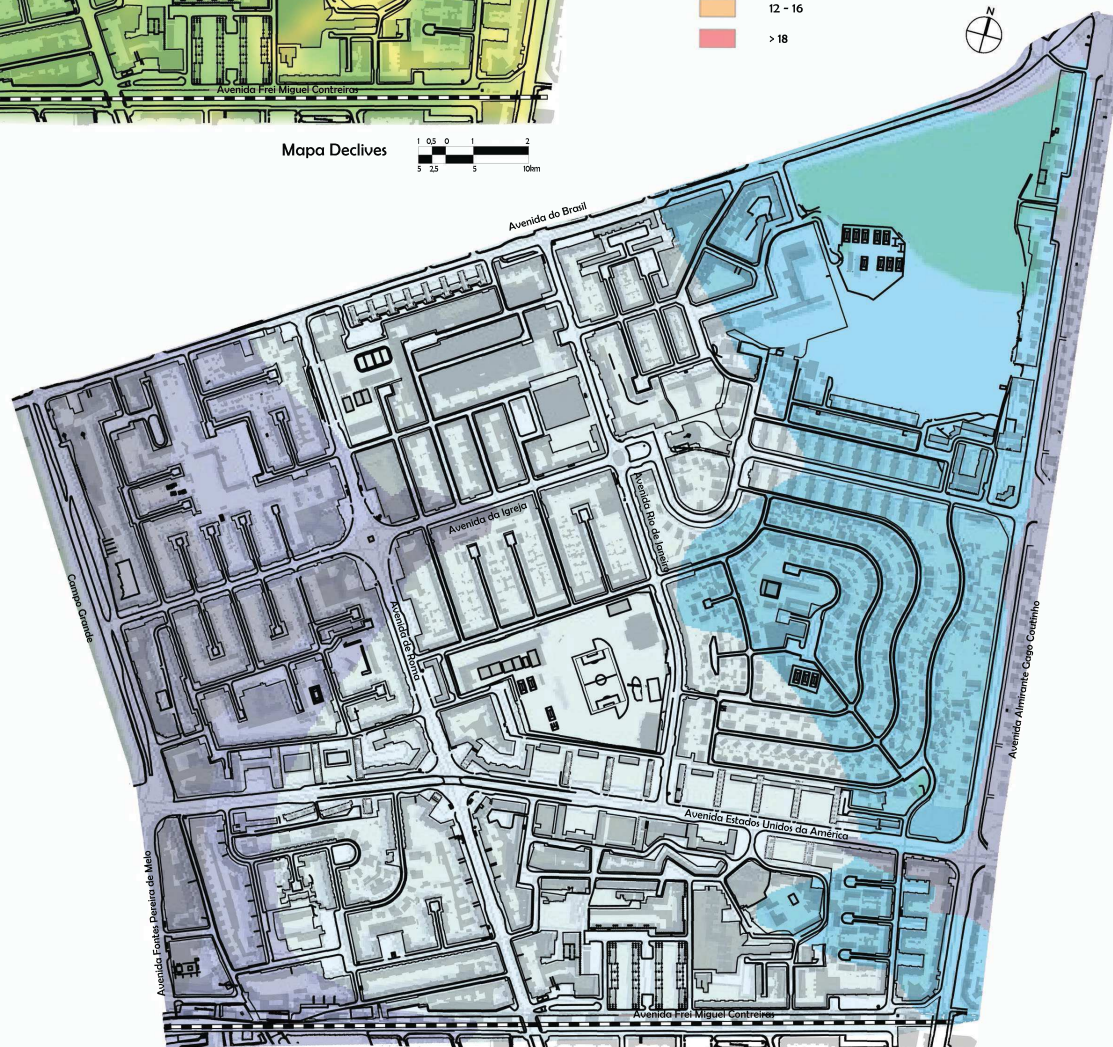 12 - 16
> 18
N
Avenida Frei Miguel Contreiras
Mapa Declives
1 0,5 0 1 2
5 2,5 5 10km
Avenida do Brasil
Avenida da Igreja
Avenida Rio de Janeiro
Campo Grande
Avenida de Roma
Avenida Almirante Gago Coutinho
Avenida Estados Unidos da América
Avenida Fontes Pereira de Melo
Avenida Frei Miguel Contreiras